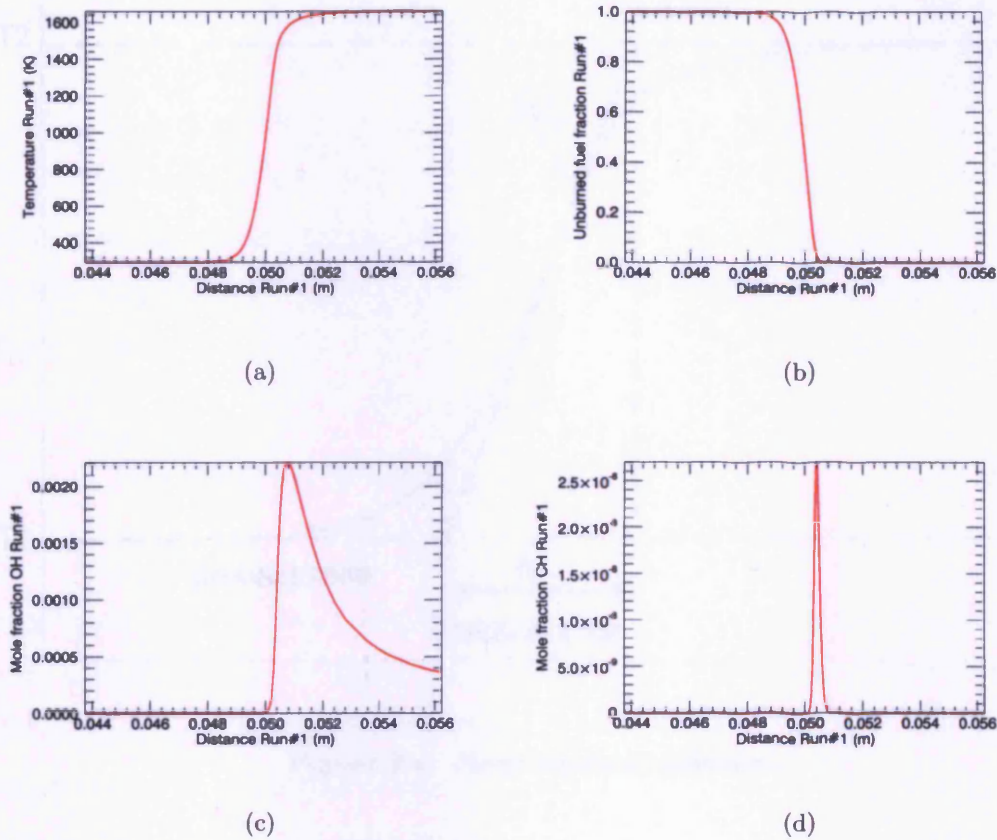 Temperature Run#1 (K)
1600
1400
1200
1000
800
600
400
0.044 0.046 0.048 0.050 0.052 0.054 0.056
Distance Run#1 (m)
(a)
Unburned fuel fraction Run#1
1.0
0.8
0.6
0.4
0.2
0.0
0.044 0.046 0.048 0.050 0.052 0.054 0.056
Distance Run#1 (m)
(b)
Mole fraction OH Run#1
0.0020
0.0015
0.0010
0.0005
0.0000
0.044 0.046 0.048 0.050 0.052 0.054 0.056
Distance Run#1 (m)
(c)
Mole fraction CH Run#1
2.5×10⁻⁸
2.0×10⁻⁸
1.5×10⁻⁸
1.0×10⁻⁸
5.0×10⁻⁹
0
0.044 0.046 0.048 0.050 0.052 0.054 0.056
Distance Run#1 (m)
(d)